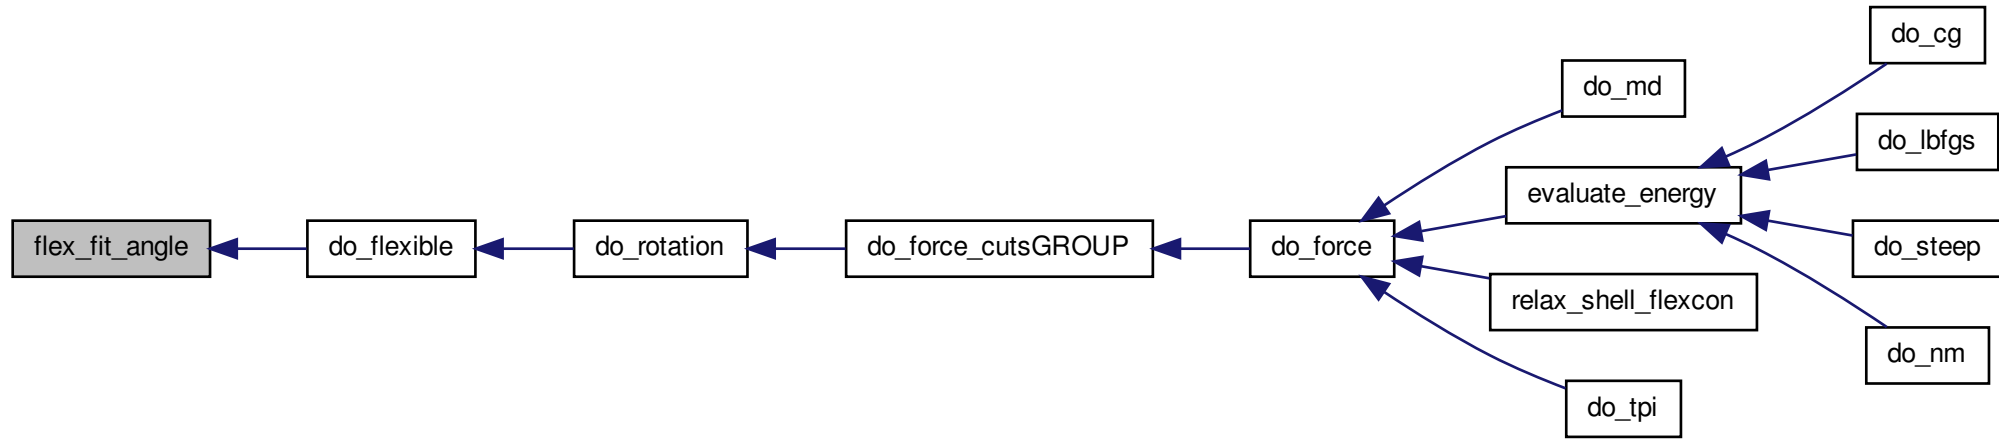 flex_fit_angle
do_flexible
do_rotation
do_force_cutsGROUP
do_force
do_md
evaluate_energy
relax_shell_flexcon
do_tpi
do_cg
do_lbfgs
do_steep
do_nm